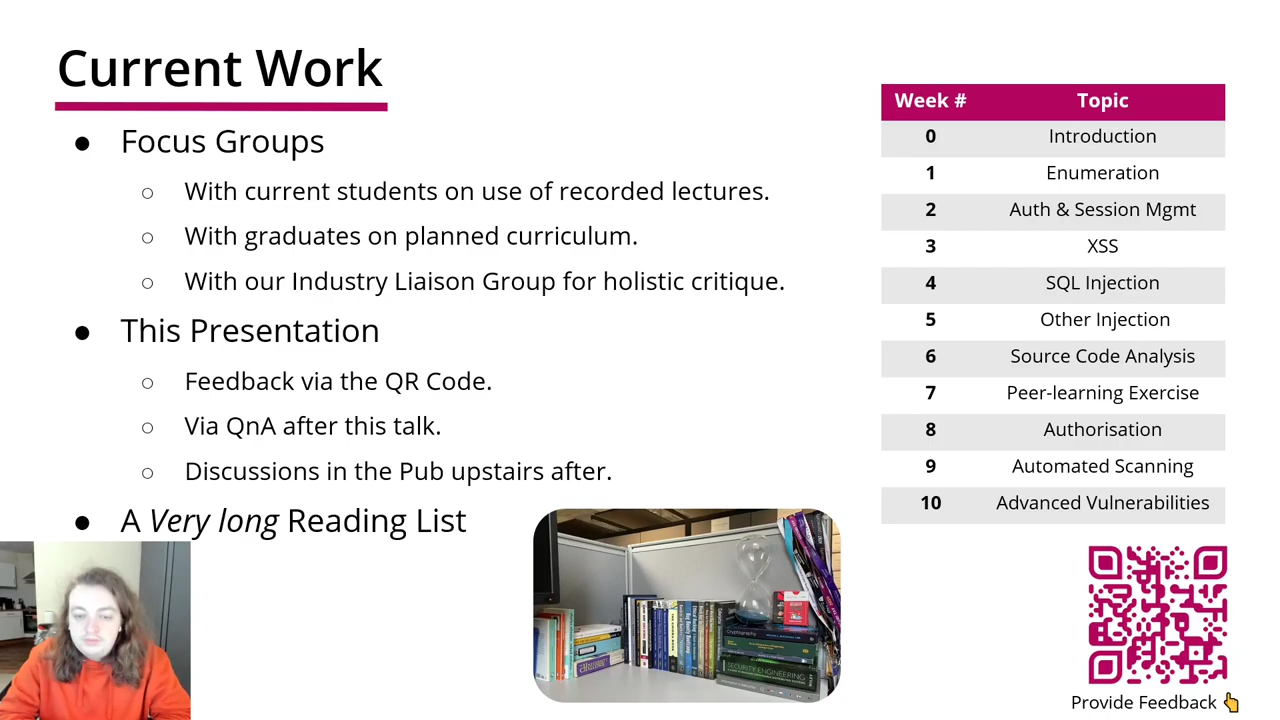 Current Work
● Focus Groups
○ With current students on use of recorded lectures.
○ With graduates on planned curriculum.
○ With our Industry Liaison Group for holistic critique.
● This Presentation
○ Feedback via the QR Code.
○ Via QnA after this talk.
○ Discussions in the Pub upstairs after.
● A Very long Reading List
Week # Topic
0 Introduction
1 Enumeration
2 Auth & Session Mgmt
3 XSS
4 SQL Injection
5 Other Injection
6 Source Code Analysis
7 Peer-learning Exercise
8 Authorisation
9 Automated Scanning
10 Advanced Vulnerabilities
Cryptography
SECURITY ENGINEERING
Provide Feedback 👆